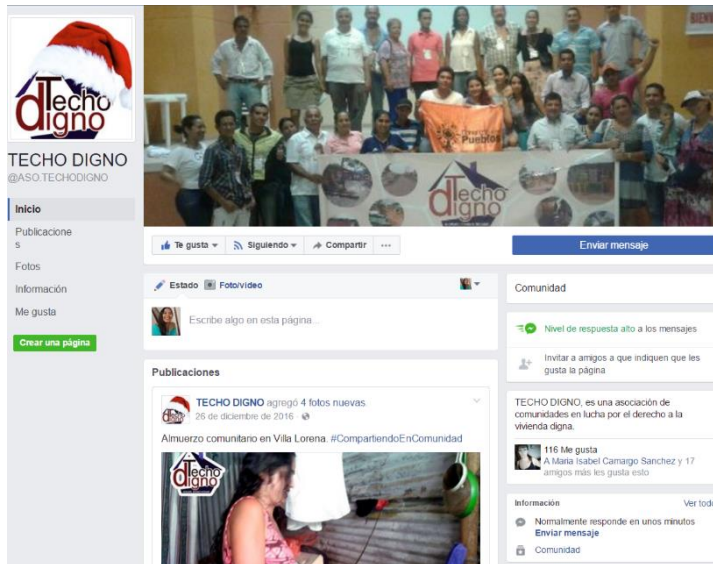 Techo
digno
TECHO DIGNO
@ASO.TECHODIGNO
Inicio
Publicacione
s
Fotos
Información
Me gusta
Crear una página
Pueblos
Techo
digno
Te gusta
Siguiendo
Compartir
Enviar mensaje
Estado
Foto/video
Escribe algo en esta página...
Publicaciones
TECHO DIGNO agregó 4 fotos nuevas
26 de diciembre de 2016
Almuerzo comunitario en Villa Lorena. #CompartiendoEnComunidad
Techo
digno
Comunidad
Nivel de respuesta alto a los mensajes
Invitar a amigos a que indiquen que les
gusta la página
TECHO DIGNO, es una asociación de
comunidades en lucha por el derecho a la
vivienda digna.
116 Me gusta
A Maria Isabel Camargo Sanchez y 17
amigos más les gusta esto
Información
Ver todo
Normalmente responde en unos minutos
Enviar mensaje
Comunidad